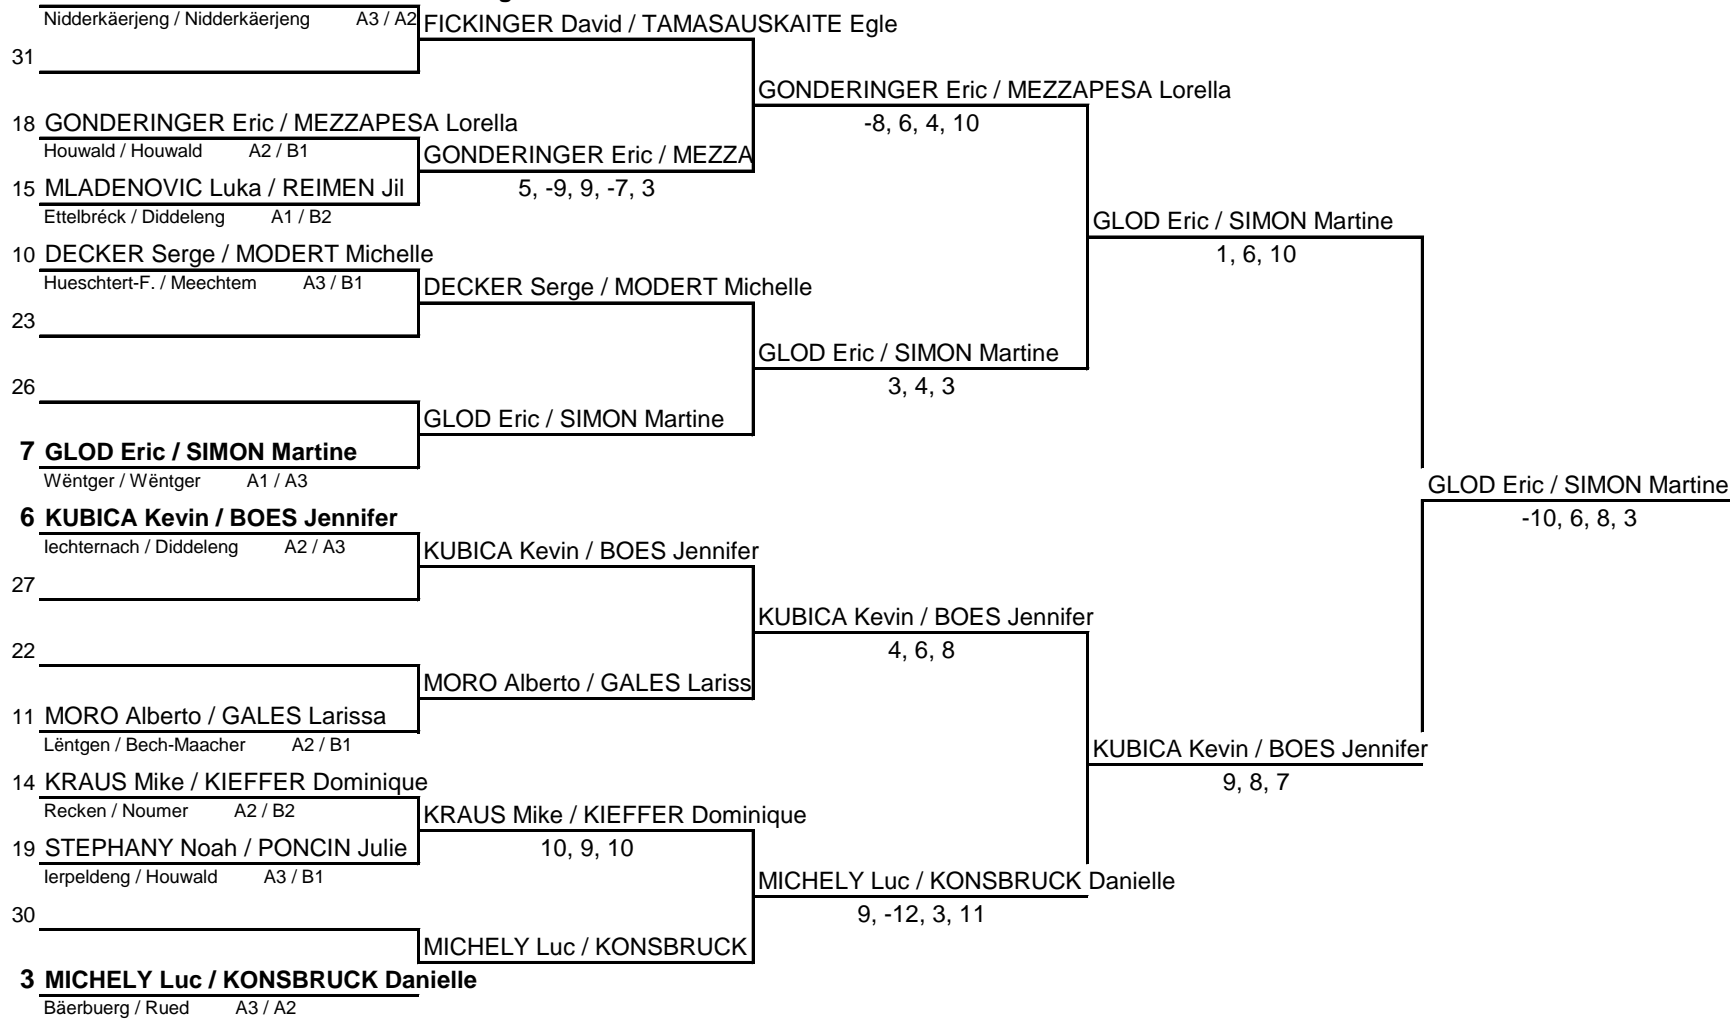 Nidderkäerjeng / Nidderkäerjeng A3 / A2
FICKINGER David / TAMASAUSKAITE Egle
31
GONDERINGER Eric / MEZZAPESA Lorella
-8, 6, 4, 10
18 GONDERINGER Eric / MEZZAPESA Lorella
Houwald / Houwald A2 / B1
GONDERINGER Eric / MEZZA
5, -9, 9, -7, 3
15 MLADENOVIC Luka / REIMEN Jil
Ettelbréck / Diddeleng A1 / B2
GLOD Eric / SIMON Martine
1, 6, 10
10 DECKER Serge / MODERT Michelle
Hueschtert-F. / Meechtem A3 / B1
DECKER Serge / MODERT Michelle
23
GLOD Eric / SIMON Martine
3, 4, 3
26
GLOD Eric / SIMON Martine
7 GLOD Eric / SIMON Martine
Wëntger / Wëntger A1 / A3
GLOD Eric / SIMON Martine
-10, 6, 8, 3
6 KUBICA Kevin / BOES Jennifer
Iechternach / Diddeleng A2 / A3
KUBICA Kevin / BOES Jennifer
27
KUBICA Kevin / BOES Jennifer
4, 6, 8
22
MORO Alberto / GALES Lariss
11 MORO Alberto / GALES Larissa
Lëntgen / Bech-Maacher A2 / B1
KUBICA Kevin / BOES Jennifer
9, 8, 7
14 KRAUS Mike / KIEFFER Dominique
Recken / Noumer A2 / B2
KRAUS Mike / KIEFFER Dominique
10, 9, 10
19 STEPHANY Noah / PONCIN Julie
Ierpeldeng / Houwald A3 / B1
MICHELY Luc / KONSBRUCK Danielle
9, -12, 3, 11
30
MICHELY Luc / KONSBRUCK
3 MICHELY Luc / KONSBRUCK Danielle
Bäerbuerg / Rued A3 / A2